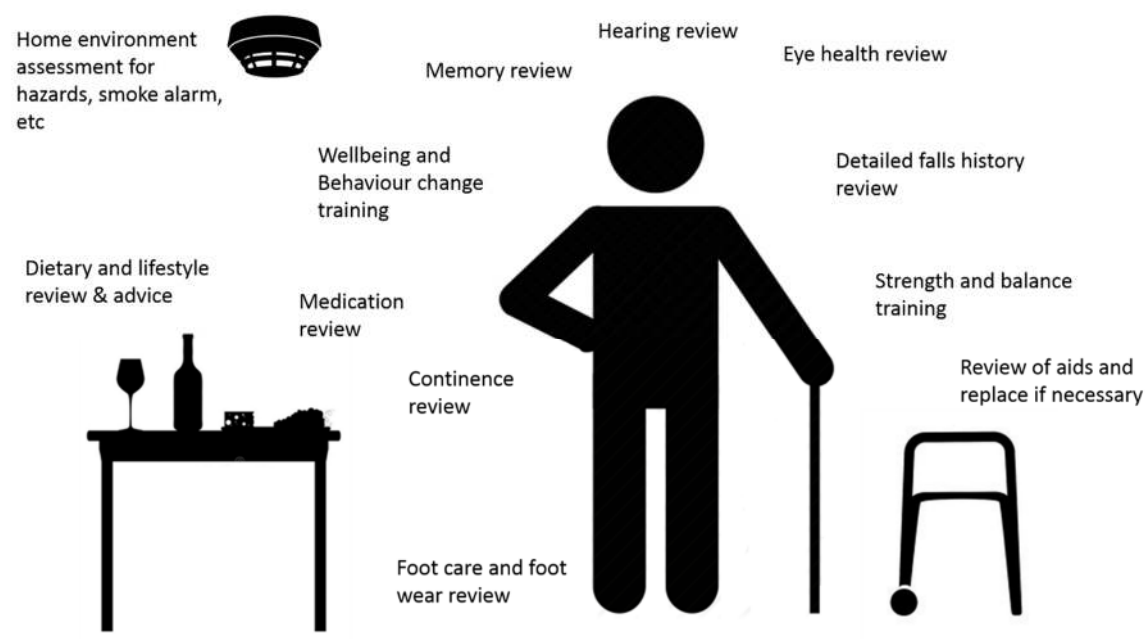 Home environment
assessment for
hazards, smoke alarm,
etc
Hearing review
Memory review
Eye health review
Wellbeing and
Behaviour change
training
Detailed falls history
review
Dietary and lifestyle
review & advice
Medication
review
Strength and balance
training
Continence
review
Review of aids and
replace if necessary
Foot care and foot
wear review